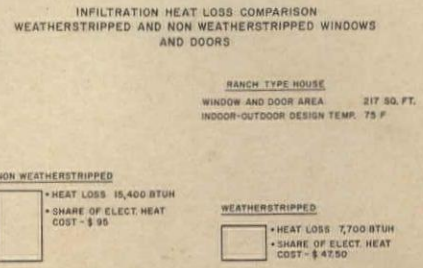 INFILTRATION HEAT LOSS COMPARISON
WEATHERSTRIPPED AND NON WEATHERSTRIPPED WINDOWS
AND DOORS
RANCH TYPE HOUSE
WINDOW AND DOOR AREA 217 SQ. FT.
INDOOR-OUTDOOR DESIGN TEMP. 75 F
NON WEATHERSTRIPPED
• HEAT LOSS 15,400 BTUH
• SHARE OF ELECT. HEAT
COST - $ 95
WEATHERSTRIPPED
• HEAT LOSS 7,700 BTUH
• SHARE OF ELECT. HEAT
COST - $ 47.50